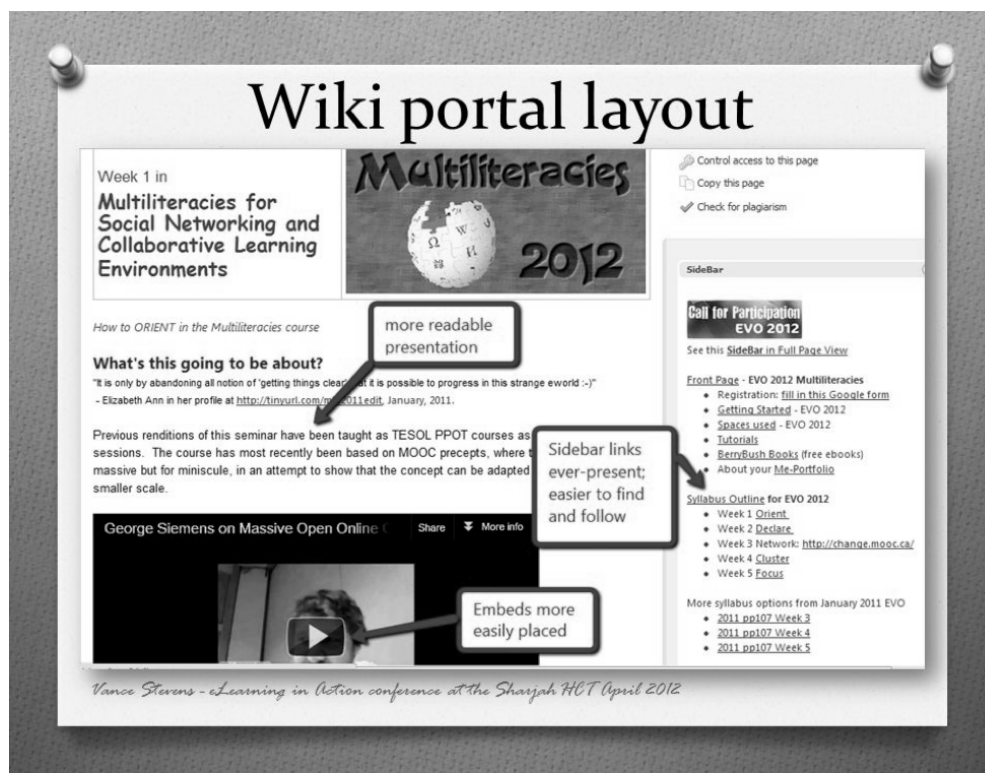 Wiki portal layout
Week 1 in
Multiliteracies for
Social Networking and
Collaborative Learning
Environments
Multiliteracies
2012
How to ORIENT in the Multiliteracies course
more readable
presentation
What's this going to be about?
"It is only by abandoning all notion of 'getting things clear' it is possible to progress in this strange eworld :-)"
- Elizabeth Ann in her profile at http://tinyurl.com/ 2011edit, January, 2011.
Previous renditions of this seminar have been taught as TESOL PPOT courses as
sessions. The course has most recently been based on MOOC precepts, where
massive but for miniscule, in an attempt to show that the concept can be adapted
smaller scale.
George Siemens on Massive Open Online
Share
More info
Embeds more
easily placed
Sidebar links
ever-present;
easier to find
and follow
Control access to this page
Copy this page
Check for plagiarism
SideBar
Call for Participation
EVO 2012
See this SideBar in Full Page View
Front Page - EVO 2012 Multiliteracies
Registration: fill in this Google form
Getting Started - EVO 2012
Spaces used - EVO 2012
Tutorials
BerryBush Books (free ebooks)
About your Me-Portfolio
Syllabus Outline for EVO 2012
Week 1 Orient
Week 2 Declare
Week 3 Network: http://change.mooc.ca/
Week 4 Cluster
Week 5 Focus
More syllabus options from January 2011 EVO
2011 pp107 Week 3
2011 pp107 Week 4
2011 pp107 Week 5
Vance Stevens - eLearning in Action conference at the Sharjah HCT April 2012